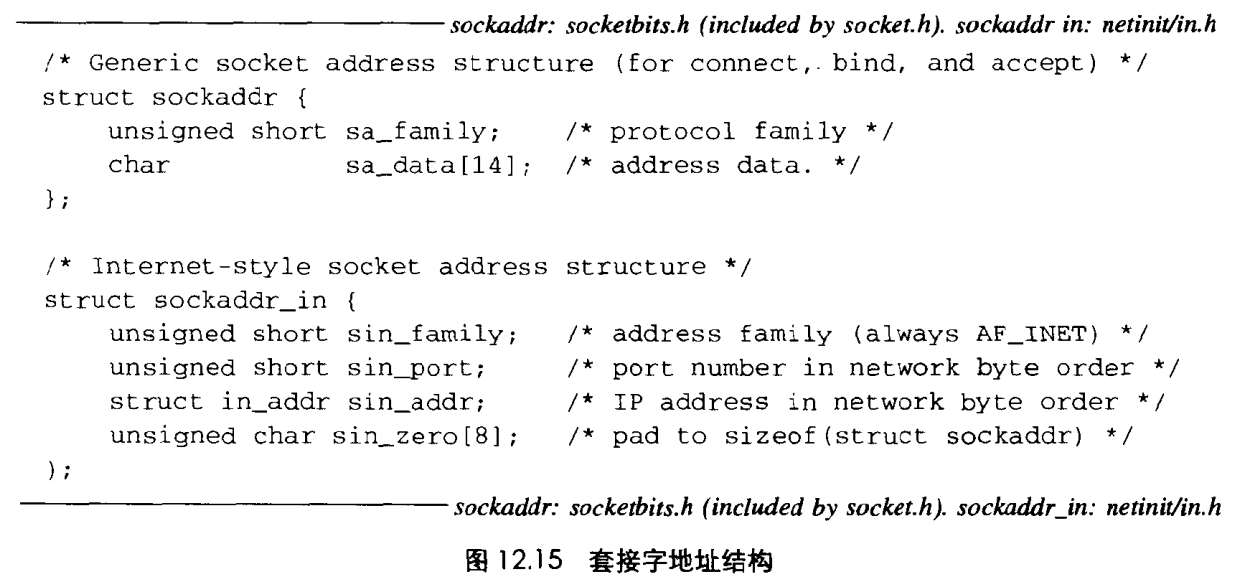 sockaddr: socketbits.h (included by socket.h). sockaddr in: netinit/in.h
/* Generic socket address structure (for connect, bind, and accept) */
struct sockaddr {
    unsigned short sa_family;    /* protocol family */
    char           sa_data[14];  /* address data. */
};
/* Internet-style socket address structure */
struct sockaddr_in {
    unsigned short sin_family;   /* address family (always AF_INET) */
    unsigned short sin_port;     /* port number in network byte order */
    struct in_addr sin_addr;     /* IP address in network byte order */
    unsigned char sin_zero[8];   /* pad to sizeof(struct sockaddr) */
);
sockaddr: socketbits.h (included by socket.h). sockaddr_in: netinit/in.h
图 12.15 套接字地址结构